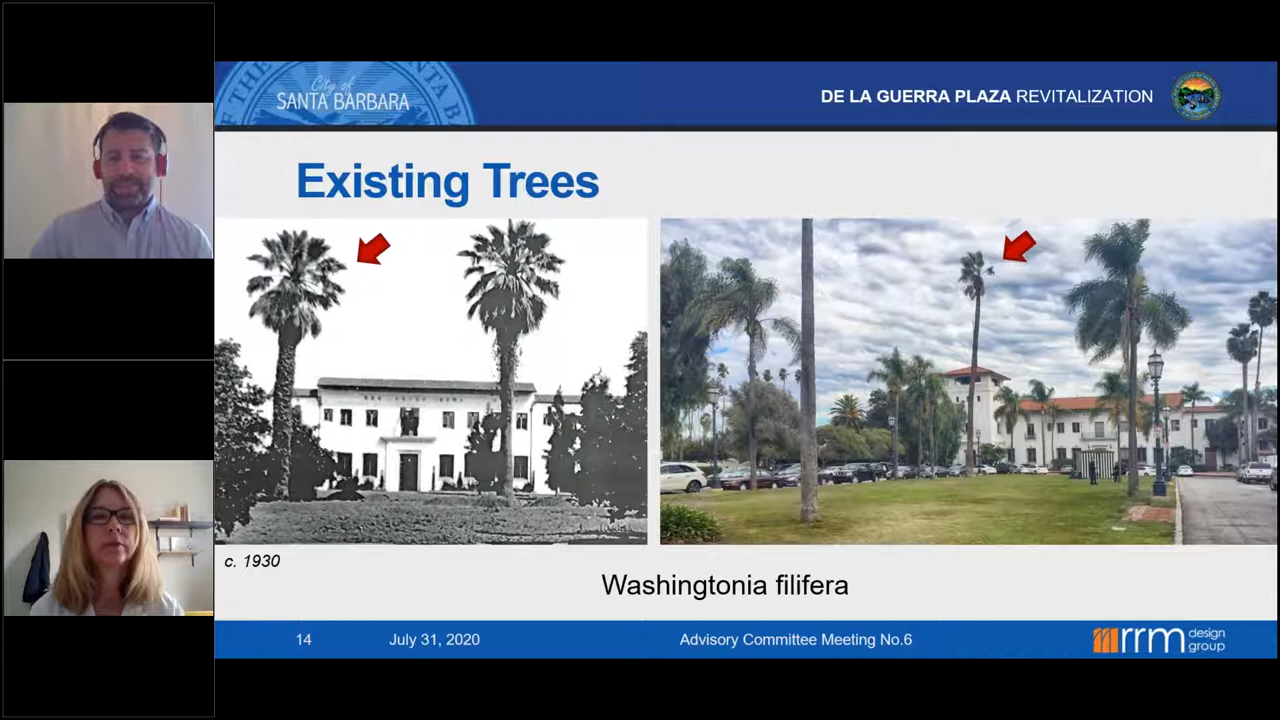 City of
SANTA BARBARA
DE LA GUERRA PLAZA REVITALIZATION
Existing Trees
c. 1930
Washingtonia filifera
14
July 31, 2020
Advisory Committee Meeting No.6
rrm design
group